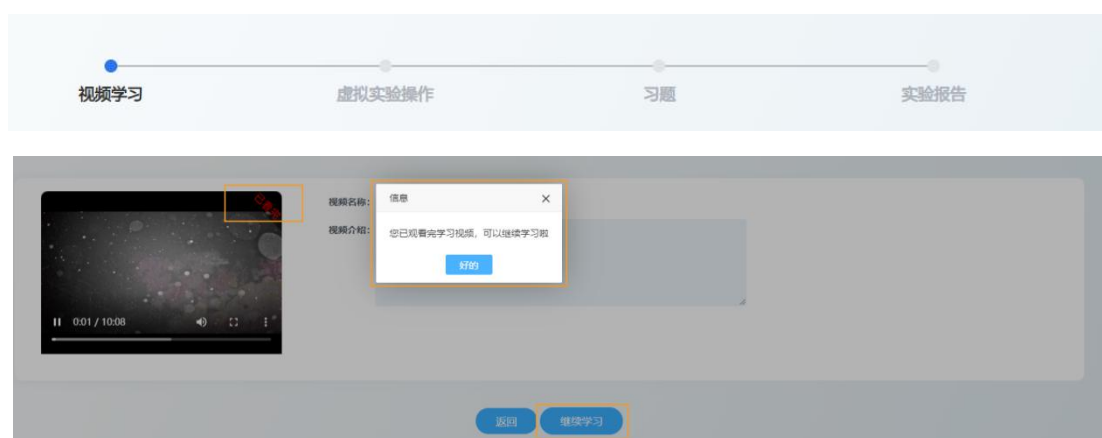 视频学习
虚拟实验操作
习题
实验报告
视频名称：
信息
视频介绍：
您已观看完学习视频，可以继续学习啦
好的
0:01 / 10:08
返回
继续学习